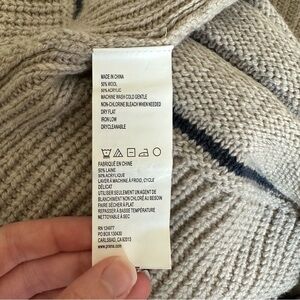 MADE IN CHINA
50% WOOL
50% ACRYLIC
MACHINE WASH COLD GENTLE
NON-CHLORINE BLEACH WHEN NEEDED
DRY FLAT
IRON LOW
DRYCLEANABLE
FABRIQUÉ EN CHINE
50% LAINE
50% ACRYLIQUE
LAVER À MACHINE À FROID, CYCLE
DÉLICAT
UTILISER SEULEMENT UN AGENT DE
BLANCHIMENT NON CHLORÉ AU BESOIN
FAIRE SÉCHER À PLAT
REPASSER À BASSE TEMPÉRATURE
NETTOYABLE À SEC
RN 124977
PO BOX 130430
CARLSBAD, CA 92013
www.prana.com